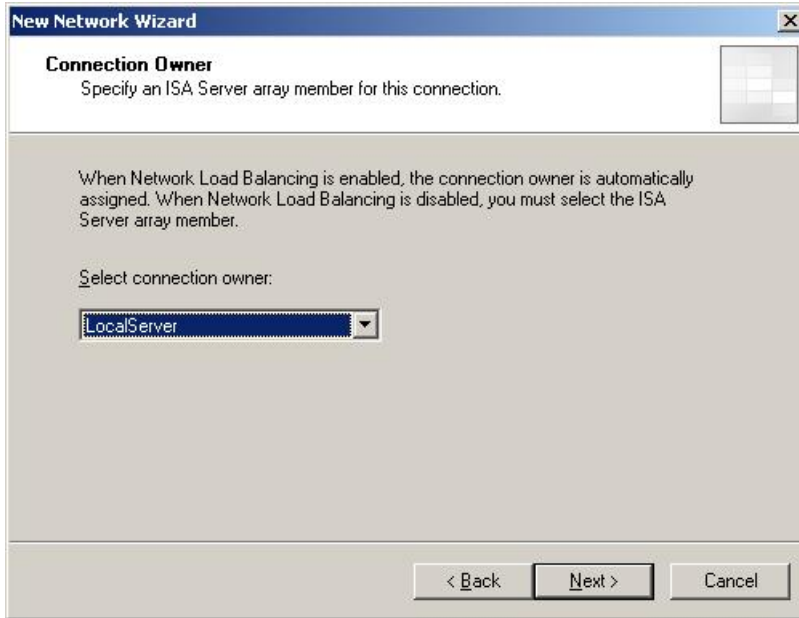 New Network Wizard
Connection Owner
Specify an ISA Server array member for this connection.
When Network Load Balancing is enabled, the connection owner is automatically
assigned. When Network Load Balancing is disabled, you must select the ISA
Server array member.
Select connection owner:
LocalServer
< Back Next > Cancel